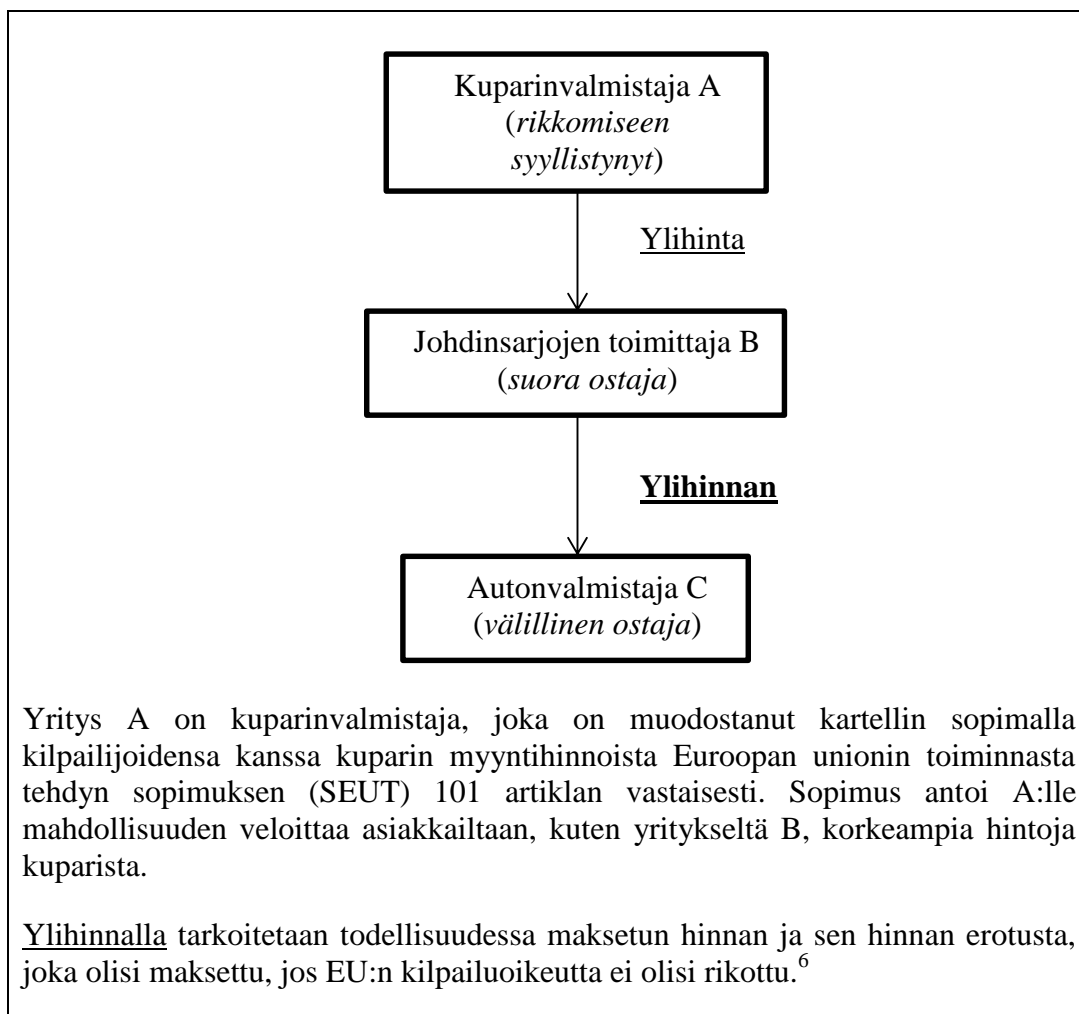 Kuparinvalmistaja A
(rikkomiseen
syyllistynyt)
Ylihinta
Johdinsarjojen toimittaja B
(suora ostaja)
Ylihinnan
Autonvalmistaja C
(välillinen ostaja)
Yritys A on kuparinvalmistaja, joka on muodostanut kartellin sopimalla
kilpailijoidensa kanssa kuparin myyntihinnoista Euroopan unionin toiminnasta
tehdyn sopimuksen (SEUT) 101 artiklan vastaisesti. Sopimus antoi A:lle
mahdollisuuden veloittaa asiakkailtaan, kuten yritykseltä B, korkeampia hintoja
kuparista.
Ylihinnalla tarkoitetaan todellisuudessa maksetun hinnan ja sen hinnan erotusta,
joka olisi maksettu, jos EU:n kilpailuoikeutta ei olisi rikottu.⁶